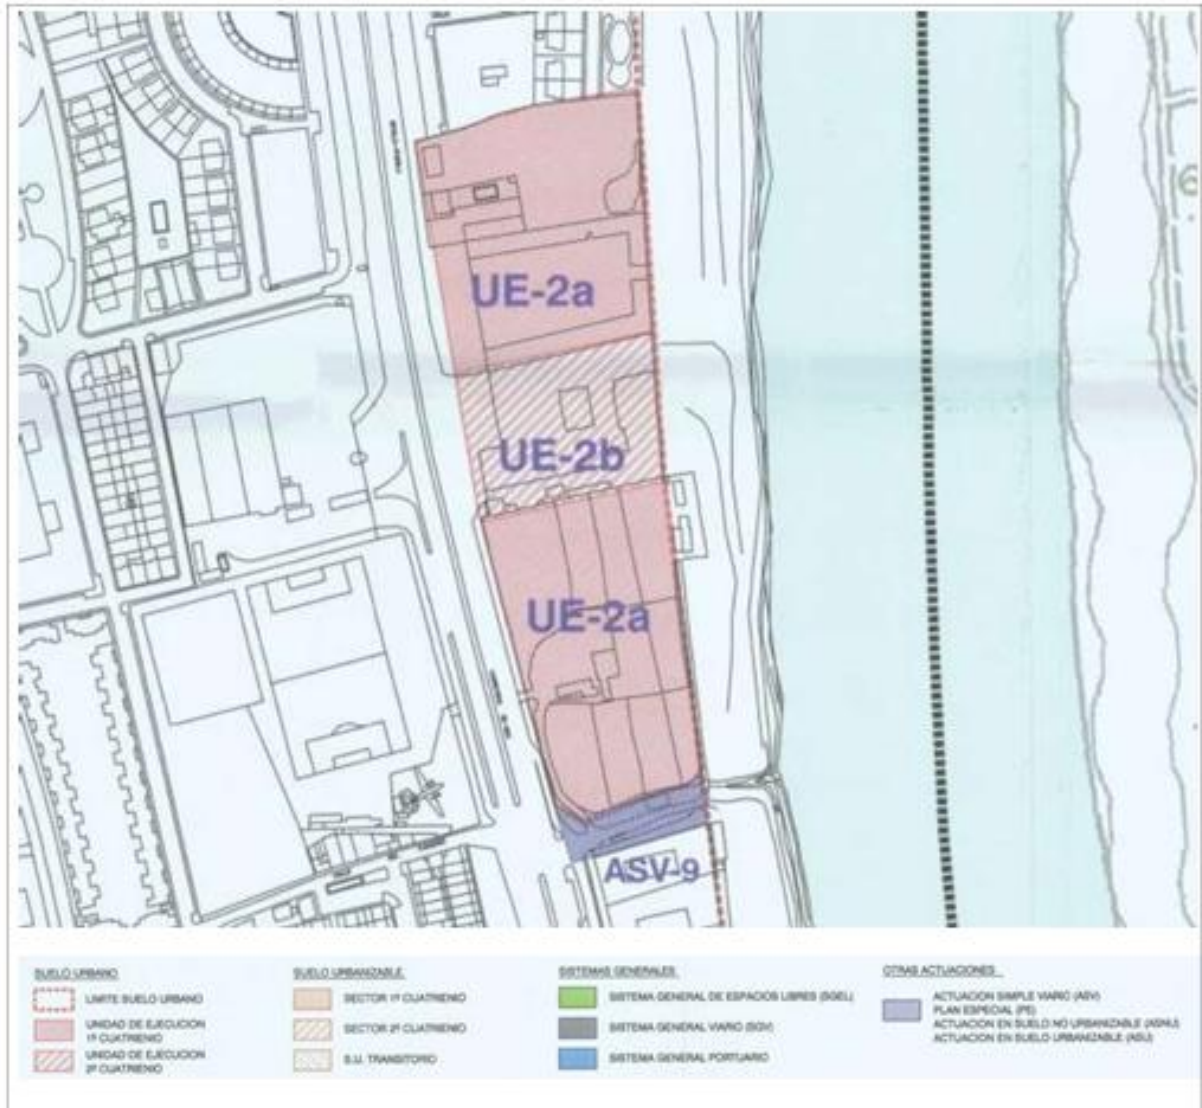 UE-2a
UE-2b
UE-2a
ASV-9
SUELO URBANO
LIMITE SUELO URBANO
UNIDAD DE EJECUCION
1º CUATRIENIO
UNIDAD DE EJECUCION
2º CUATRIENIO
SUELO URBANIZABLE
SECTOR 1º CUATRIENIO
SECTOR 2º CUATRIENIO
S.U. TRANSITORIO
SISTEMAS GENERALES
SISTEMA GENERAL DE ESPACIOS LIBRES (SGEL)
SISTEMA GENERAL VIARIO (SGV)
SISTEMA GENERAL PORTUARIO
OTRAS ACTUACIONES
ACTUACION SIMPLE VIARIO (ASV)
PLAN ESPECIAL (PE)
ACTUACION EN SUELO NO URBANIZABLE (ASNU)
ACTUACION EN SUELO URBANIZABLE (ASU)